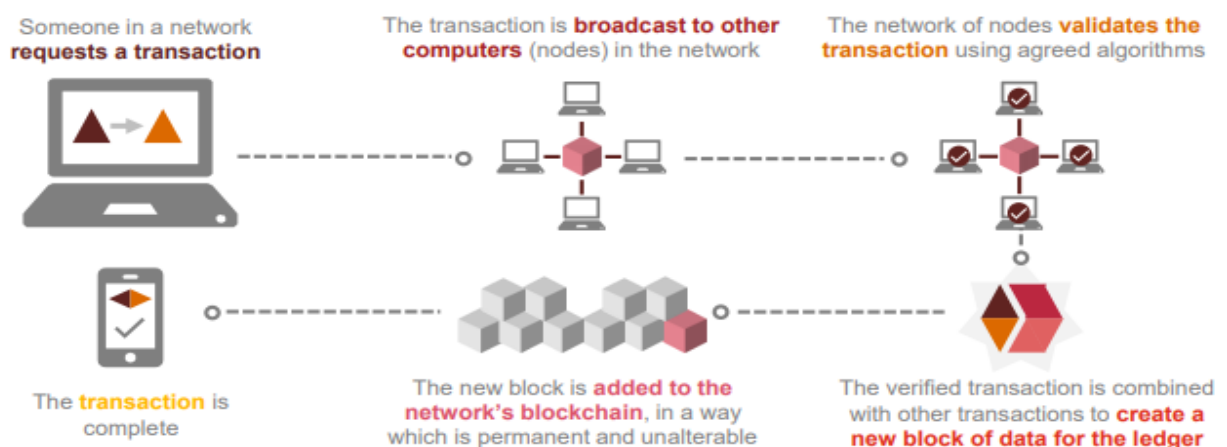 Someone in a network
requests a transaction
The transaction is broadcast to other
computers (nodes) in the network
The network of nodes validates the
transaction using agreed algorithms
The transaction is
complete
The new block is added to the
network's blockchain, in a way
which is permanent and unalterable
The verified transaction is combined
with other transactions to create a
new block of data for the ledger